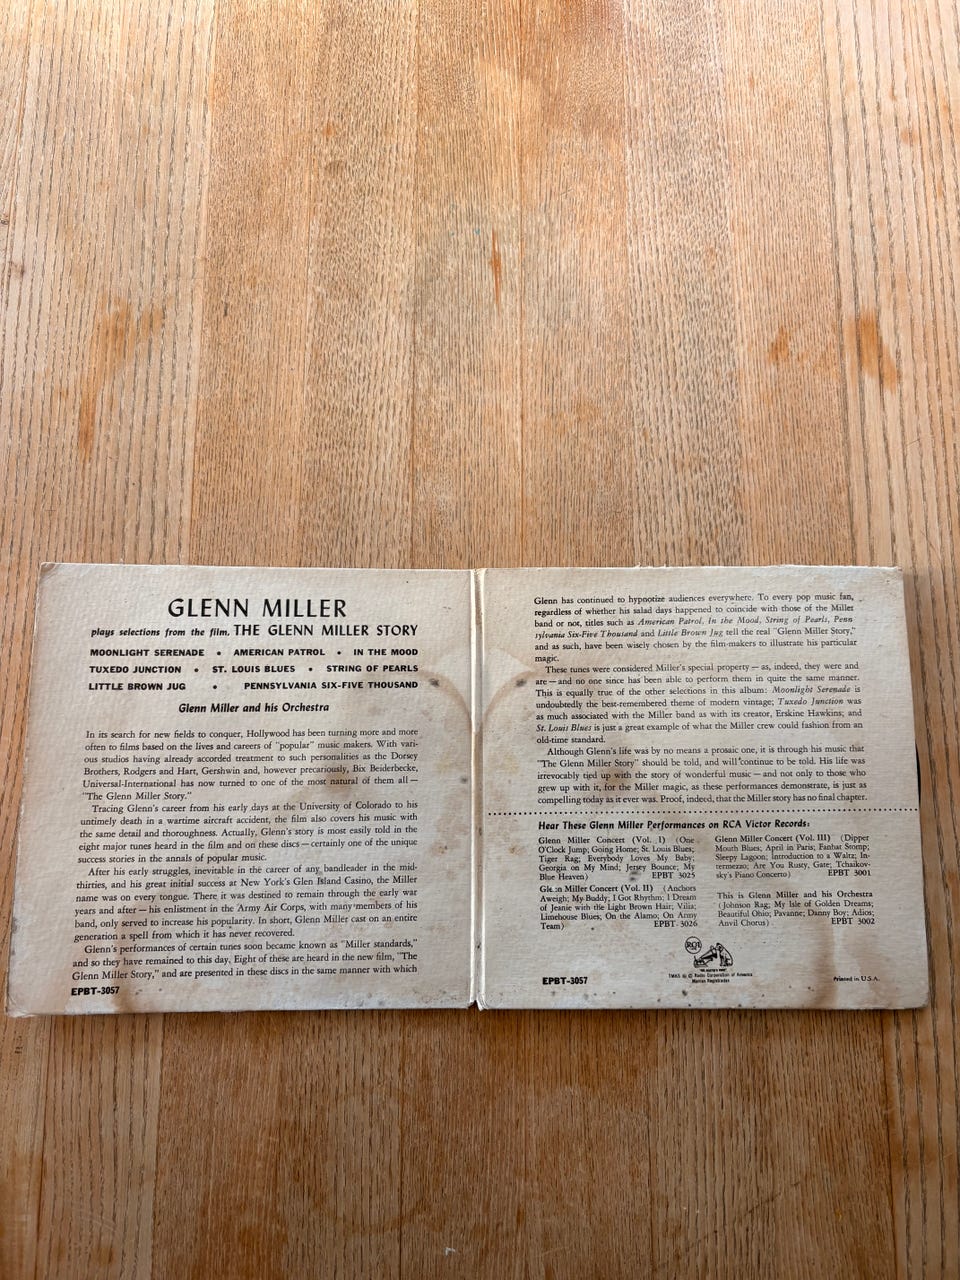 GLENN MILLER
plays selections from the film, THE GLENN MILLER STORY
MOONLIGHT SERENADE • AMERICAN PATROL • IN THE MOOD
TUXEDO JUNCTION • ST. LOUIS BLUES • STRING OF PEARLS
LITTLE BROWN JUG • PENNSYLVANIA SIX-FIVE THOUSAND
Glenn Miller and his Orchestra
In its search for new fields to conquer, Hollywood has been turning more and more
often to films based on the lives and careers of "popular" music makers. With vari-
ous studios having already accorded treatment to such personalities as the Dorsey
Brothers, Rodgers and Hart, Gershwin and, however precariously, Bix Beiderbecke,
Universal-International has now turned to one of the most natural of them all —
"The Glenn Miller Story."
Tracing Glenn's career from his early days at the University of Colorado to his
untimely death in a wartime aircraft accident, the film also covers his music with
the same detail and thoroughness. Actually, Glenn's story is most easily told in the
eight major tunes heard in the film and on these discs — certainly one of the unique
success stories in the annals of popular music.
After his early struggles, inevitable in the career of any bandleader in the mid-
thirties, and his great initial success at New York's Glen Island Casino, the Miller
name was on every tongue. There it was destined to remain through the early war
years and after — his enlistment in the Army Air Corps, with many members of his
band, only served to increase his popularity. In short, Glenn Miller cast on an entire
generation a spell from which it has never recovered.
Glenn's performances of certain tunes soon became known as "Miller standards,"
and so they have remained to this day. Eight of these are heard in the new film, "The
Glenn Miller Story," and are presented in these discs in the same manner with which
EPBT-3057
Glenn has continued to hypnotize audiences everywhere. To every pop music fan,
regardless of whether his salad days happened to coincide with those of the Miller
band or not, titles such as American Patrol, In the Mood, String of Pearls, Penn
sylvania Six-Five Thousand and Little Brown Jug tell the real "Glenn Miller Story,"
and as such, have been wisely chosen by the film-makers to illustrate his particular
magic.
These tunes were considered Miller's special property — as, indeed, they were and
are — and no one since has been able to perform them in quite the same manner.
This is equally true of the other selections in this album: Moonlight Serenade is
undoubtedly the best-remembered theme of modern vintage; Tuxedo Junction was
as much associated with the Miller band as with its creator, Erskine Hawkins; and
St. Louis Blues is just a great example of what the Miller crew could fashion from an
old-time standard.
Although Glenn's life was by no means a prosaic one, it is through his music that
"The Glenn Miller Story" should be told, and will continue to be told. His life was
irrevocably tied up with the story of wonderful music — and not only to those who
grew up with it, for the Miller magic, as these performances demonstrate, is just as
compelling today as it ever was. Proof, indeed, that the Miller story has no final chapter.
Hear These Glenn Miller Performances on RCA Victor Records:
Glenn Miller Concert (Vol. I) (One
O'Clock Jump; Going Home; St. Louis Blues;
Tiger Rag; Everybody Loves My Baby;
Georgia on My Mind; Jersey Bounce; My
Blue Heaven) EPBT 3025
Glenn Miller Concert (Vol. II) (Anchors
Aweigh; My Buddy; I Got Rhythm; I Dream
of Jeanie with the Light Brown Hair; Vilia;
Limehouse Blues; On the Alamo; On Army
Team) EPBT 3026
Glenn Miller Concert (Vol. III) (Dipper
Mouth Blues; April in Paris; Fanhat Stomp;
Sleepy Lagoon; Introduction to a Waltz; In-
termezzo; Are You Rusty, Gate; Tchaikov-
sky's Piano Concerto) EPBT 3001
This is Glenn Miller and his Orchestra
(Johnson Rag; My Isle of Golden Dreams;
Beautiful Ohio; Pavanne; Danny Boy; Adios;
Anvil Chorus) EPBT 3002
RCA
"HIS MASTER'S VOICE"
TMKS ® © Radio Corporation of America
Marcas Registradas
EPBT-3057
Printed in U.S.A.